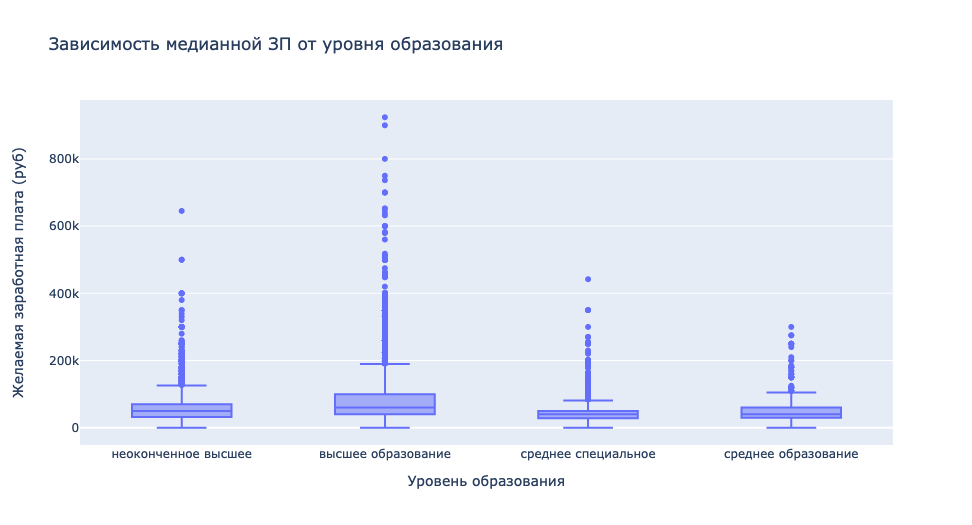 Зависимость медианной ЗП от уровня образования
Желаемая заработная плата (руб)
800k
600k
400k
200k
0
неоконченное высшее
высшее образование
среднее специальное
среднее образование
Уровень образования